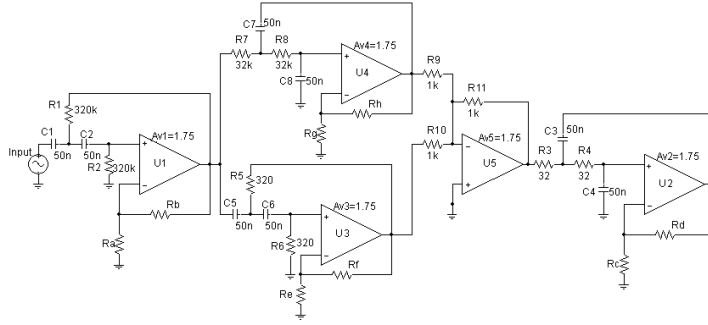 C7 50n
R7 R8
32k 32k
C8 50n
Av4=1.75
U4
Rh
Rg
R9
1k
R11
1k
R10
1k
Av5=1.75
U5
R1
320k
C1 C2
50n 50n
R2 320k
Input
Av1=1.75
U1
Rb
Ra
R5
320
C5 C6
50n 50n
R6 320
Av3=1.75
U3
Rf
Re
C3
50n
R3 R4
32 32
C4 50n
Av2=1.75
U2
Rd
Rc